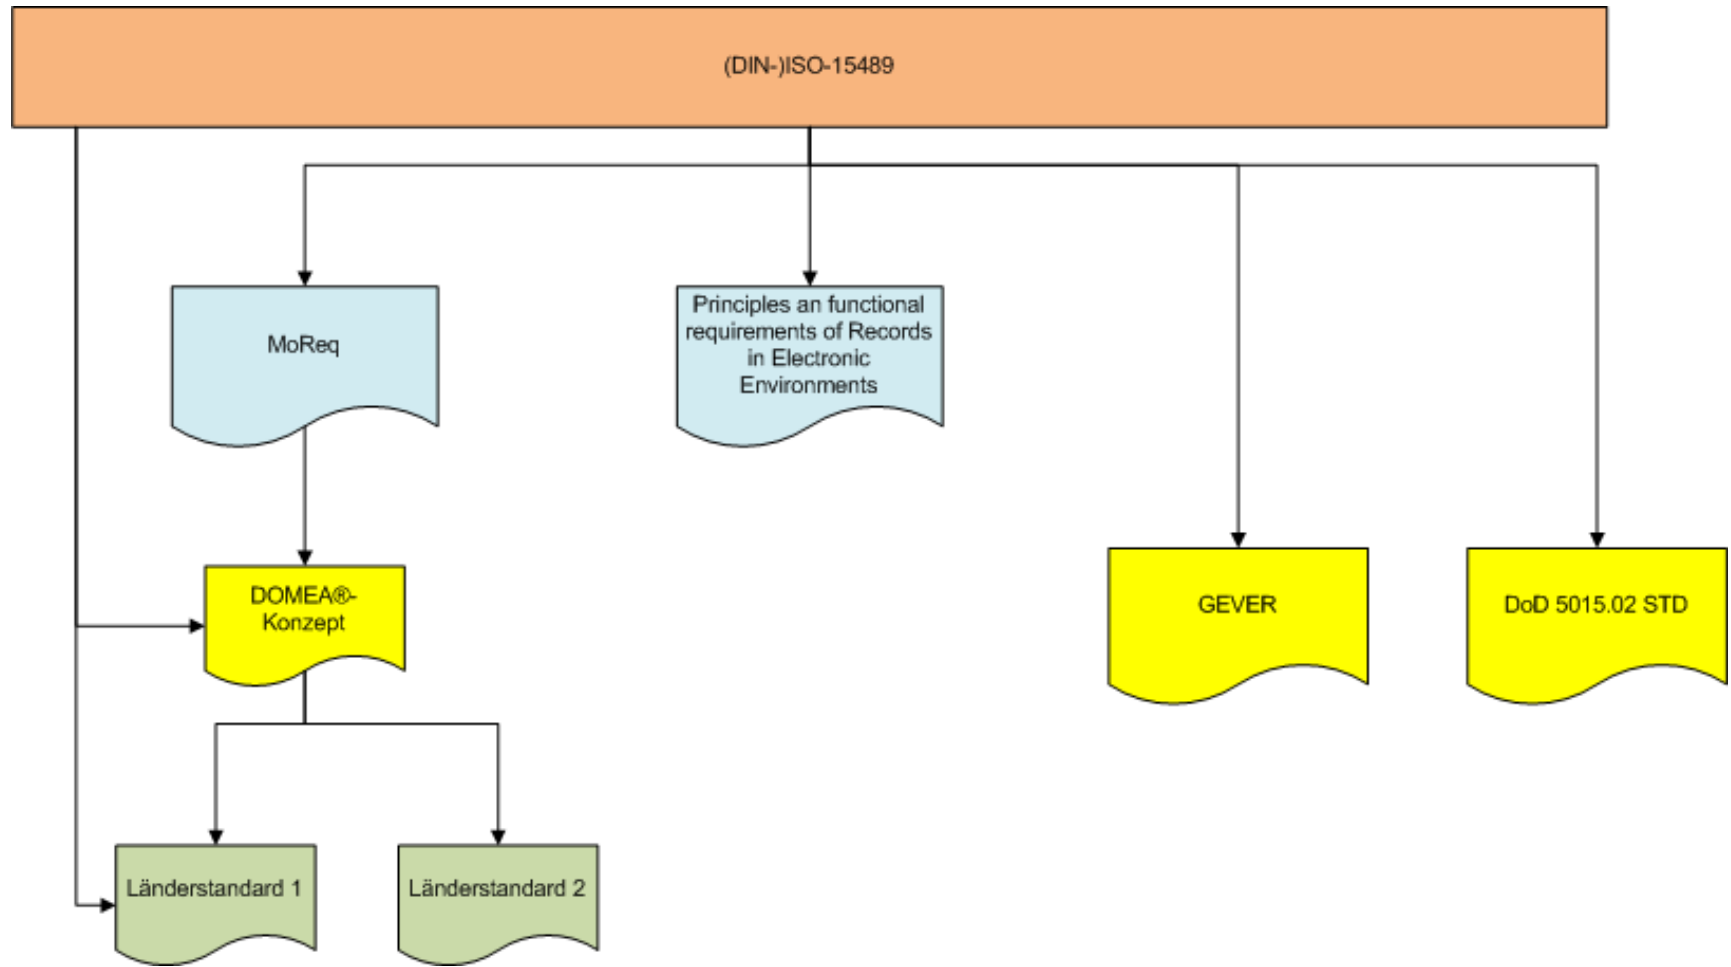 (DIN-)ISO-15489
MoReq
Principles an functional
requirements of Records
in Electronic
Environments
DOMEA®-
Konzept
GEVER
DoD 5015.02 STD
Länderstandard 1
Länderstandard 2